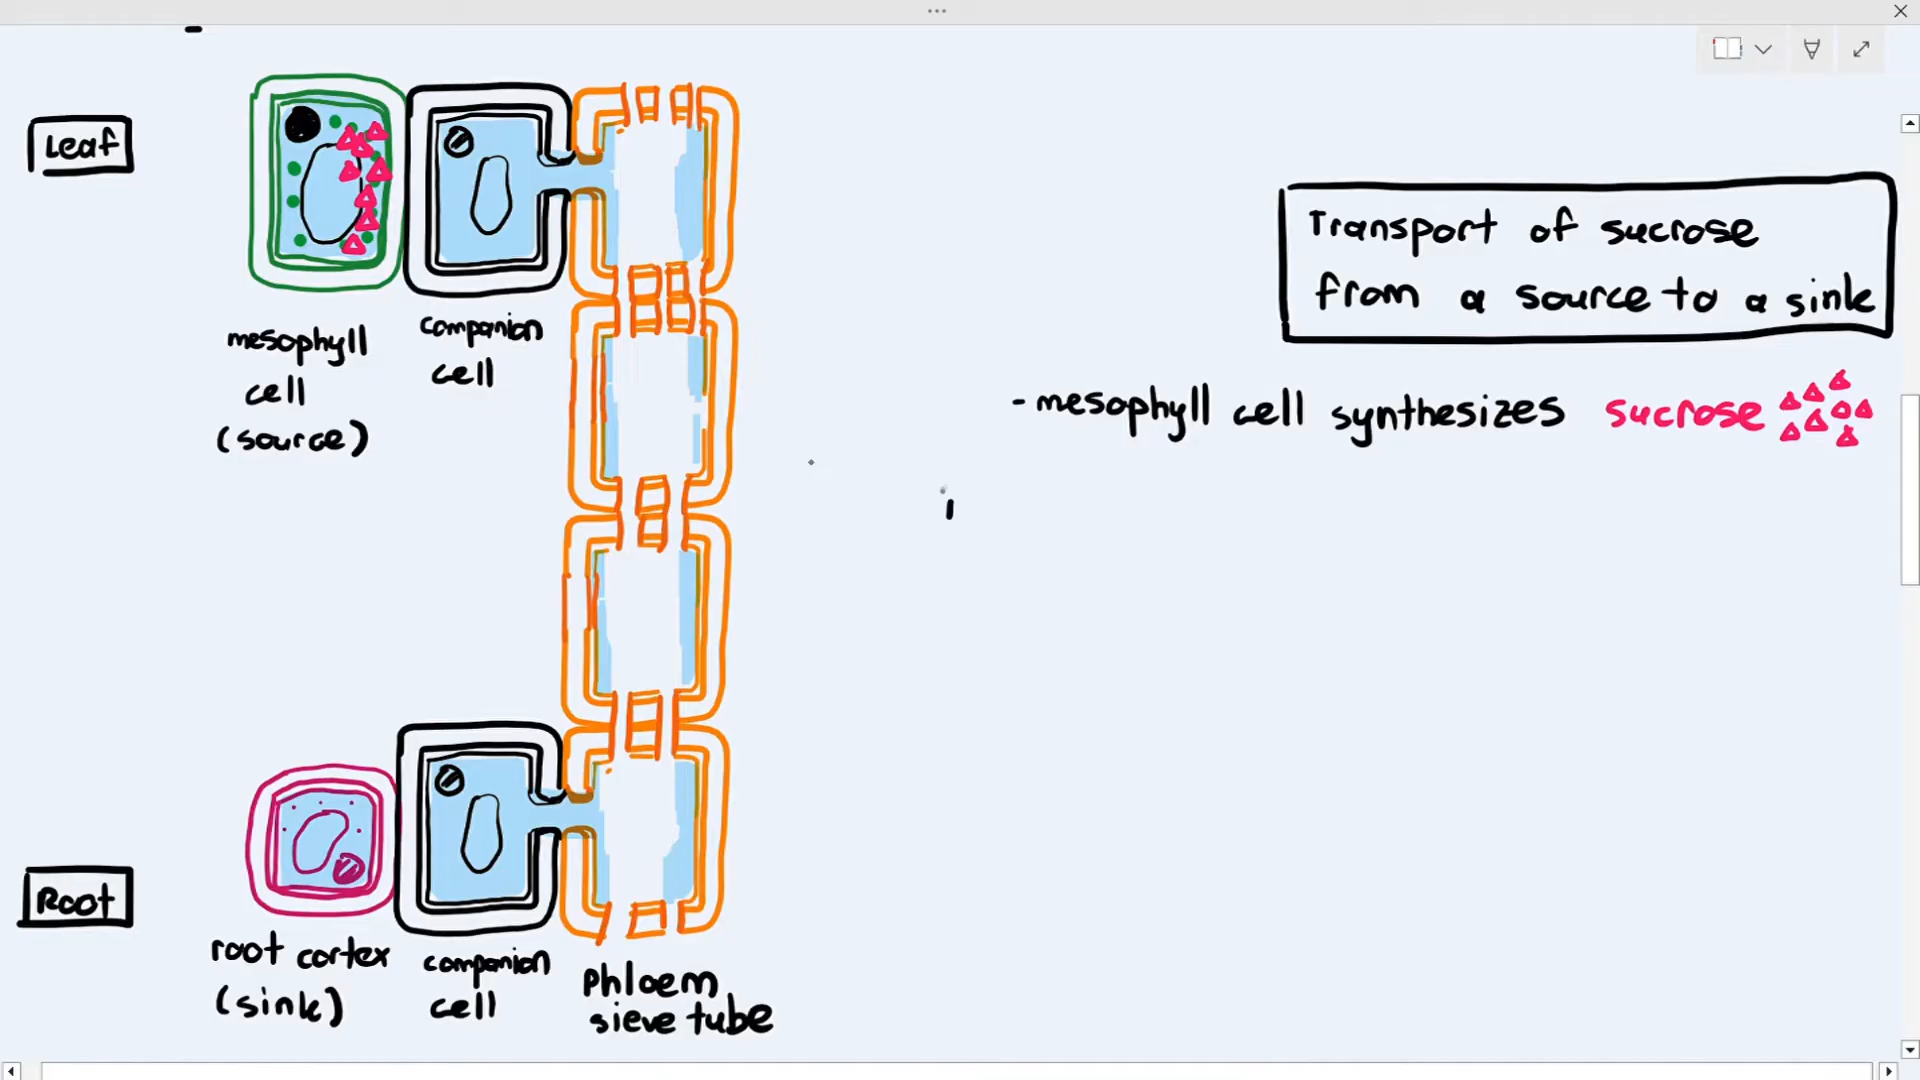 Leaf
mesophyll
cell
(source)
companion
cell
Transport of sucrose
from a source to a sink
- mesophyll cell synthesizes sucrose
Root
root cortex
(sink)
companion
cell
Phloem
sieve tube